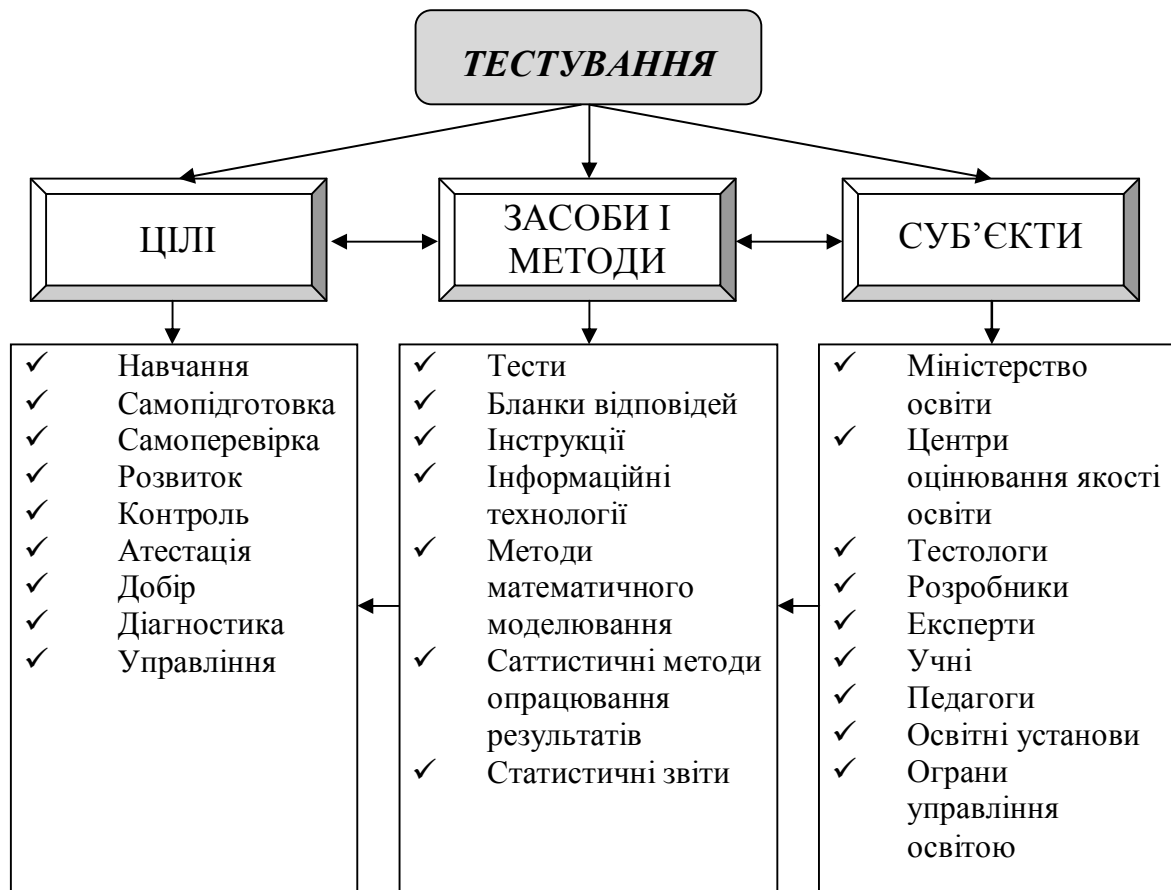 ТЕСТУВАННЯ
ЦІЛІ
ЗАСОБИ І
МЕТОДИ
СУБ’ЄКТИ
✓ Навчання
✓ Самопідготовка
✓ Самоперевірка
✓ Розвиток
✓ Контроль
✓ Атестація
✓ Добір
✓ Діагностика
✓ Управління
✓ Тести
✓ Бланки відповідей
✓ Інструкції
✓ Інформаційні
технології
✓ Методи
математичного
моделювання
✓ Саттистичні методи
опрацювання
результатів
✓ Статистичні звіти
✓ Міністерство
освіти
✓ Центри
оцінювання якості
освіти
✓ Тестологи
✓ Розробники
✓ Експерти
✓ Учні
✓ Педагоги
✓ Освітні установи
✓ Ограни
управління
освітою